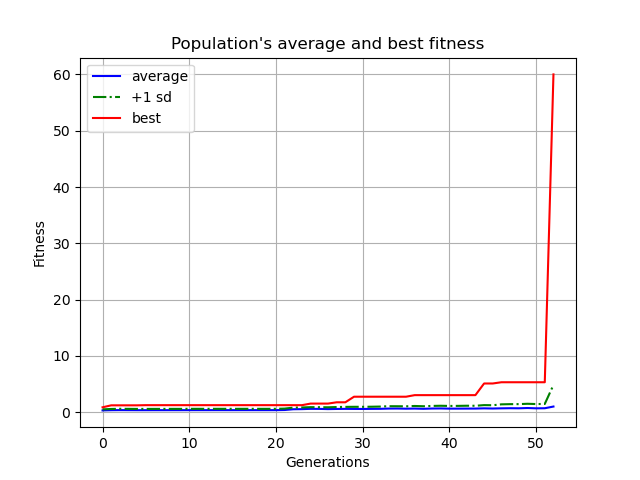 Population's average and best fitness
average
+1 sd
best
60
50
40
30
20
10
0
Fitness
0 10 20 30 40 50
Generations